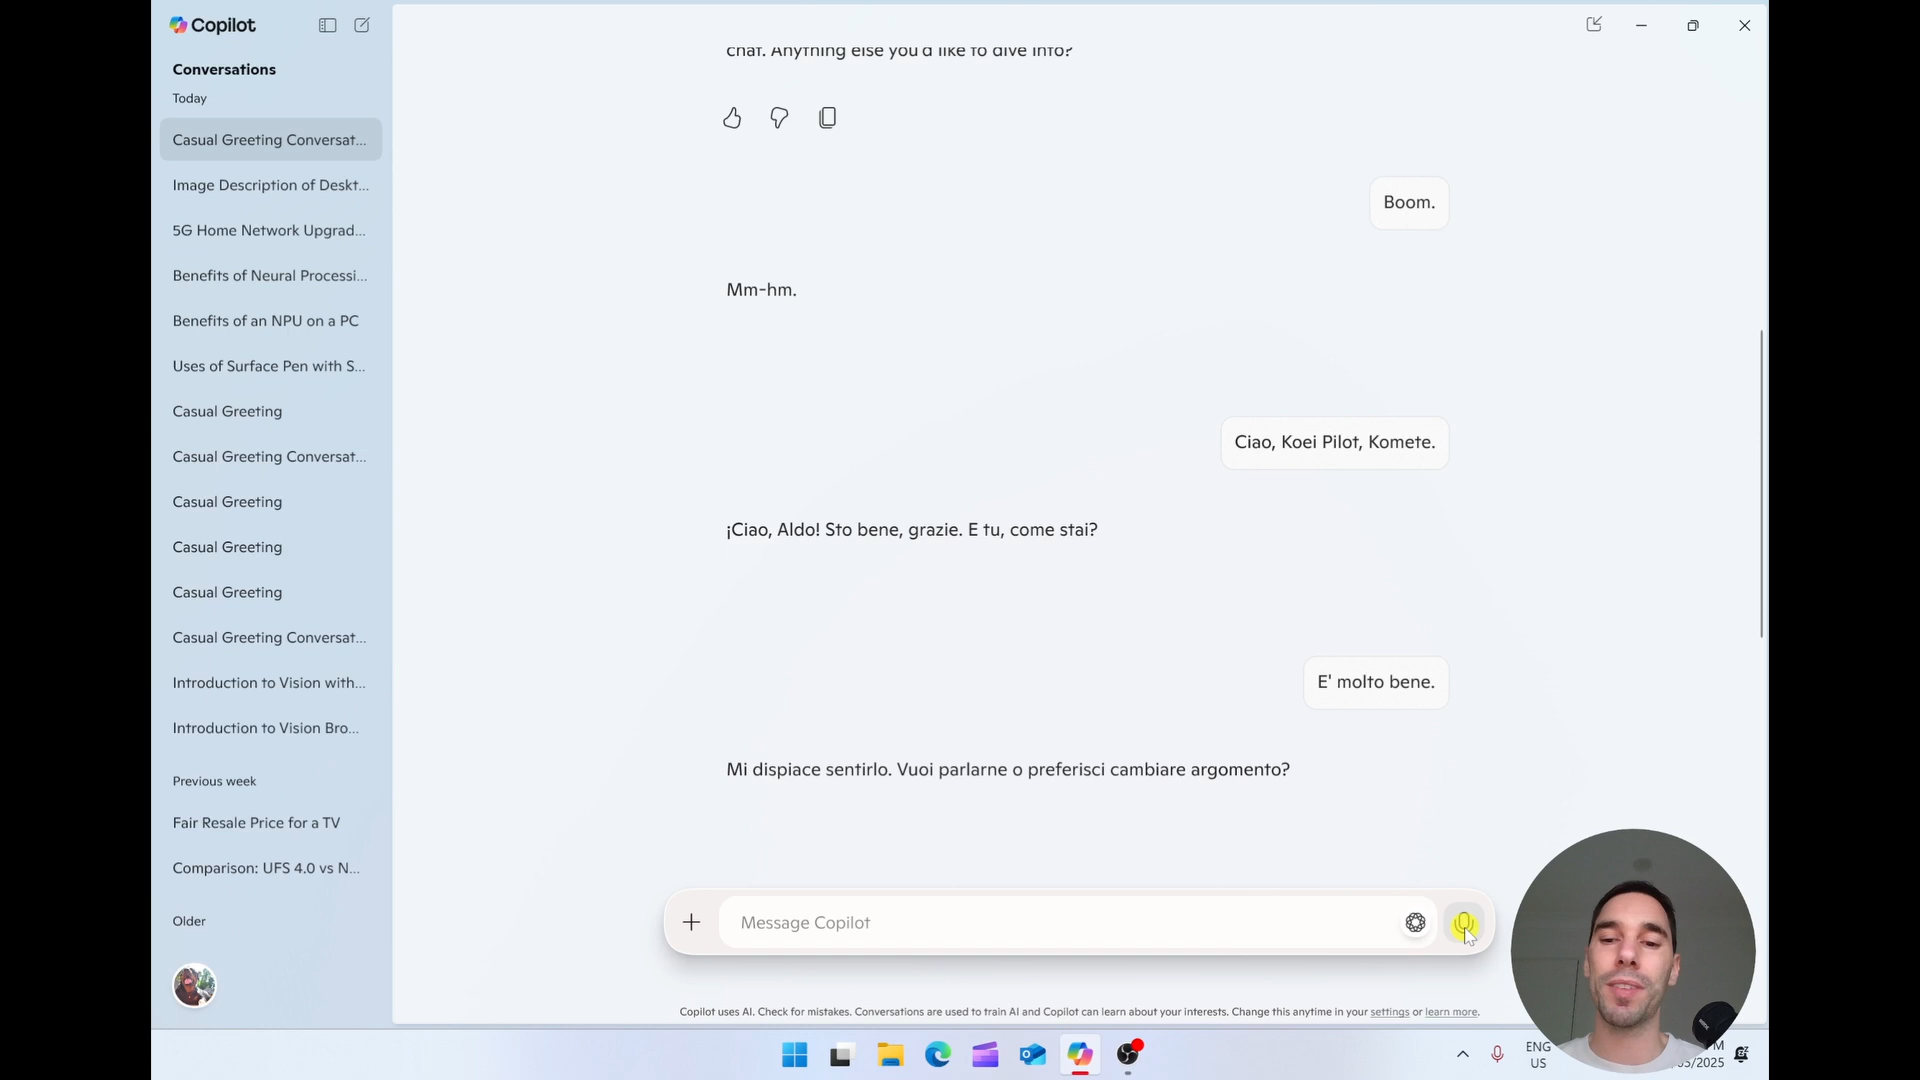 Copilot
Conversations
Today
Casual Greeting Conversat...
Image Description of Deskt...
5G Home Network Upgrad...
Benefits of Neural Processi...
Benefits of an NPU on a PC
Uses of Surface Pen with S...
Casual Greeting
Casual Greeting Conversat...
Casual Greeting
Casual Greeting
Casual Greeting
Casual Greeting Conversat...
Introduction to Vision with...
Introduction to Vision Bro...
Previous week
Fair Resale Price for a TV
Comparison: UFS 4.0 vs N...
Older
chat. Anything else you'd like to dive into?
Boom.
Mm-hm.
Ciao, Koei Pilot, Komete.
¡Ciao, Aldo! Sto bene, grazie. E tu, come stai?
E' molto bene.
Mi dispiace sentirlo. Vuoi parlarne o preferisci cambiare argomento?
Message Copilot
Copilot uses AI. Check for mistakes. Conversations are used to train AI and Copilot can learn about your interests. Change this anytime in your settings or learn more.
ENG
US
M
/2025